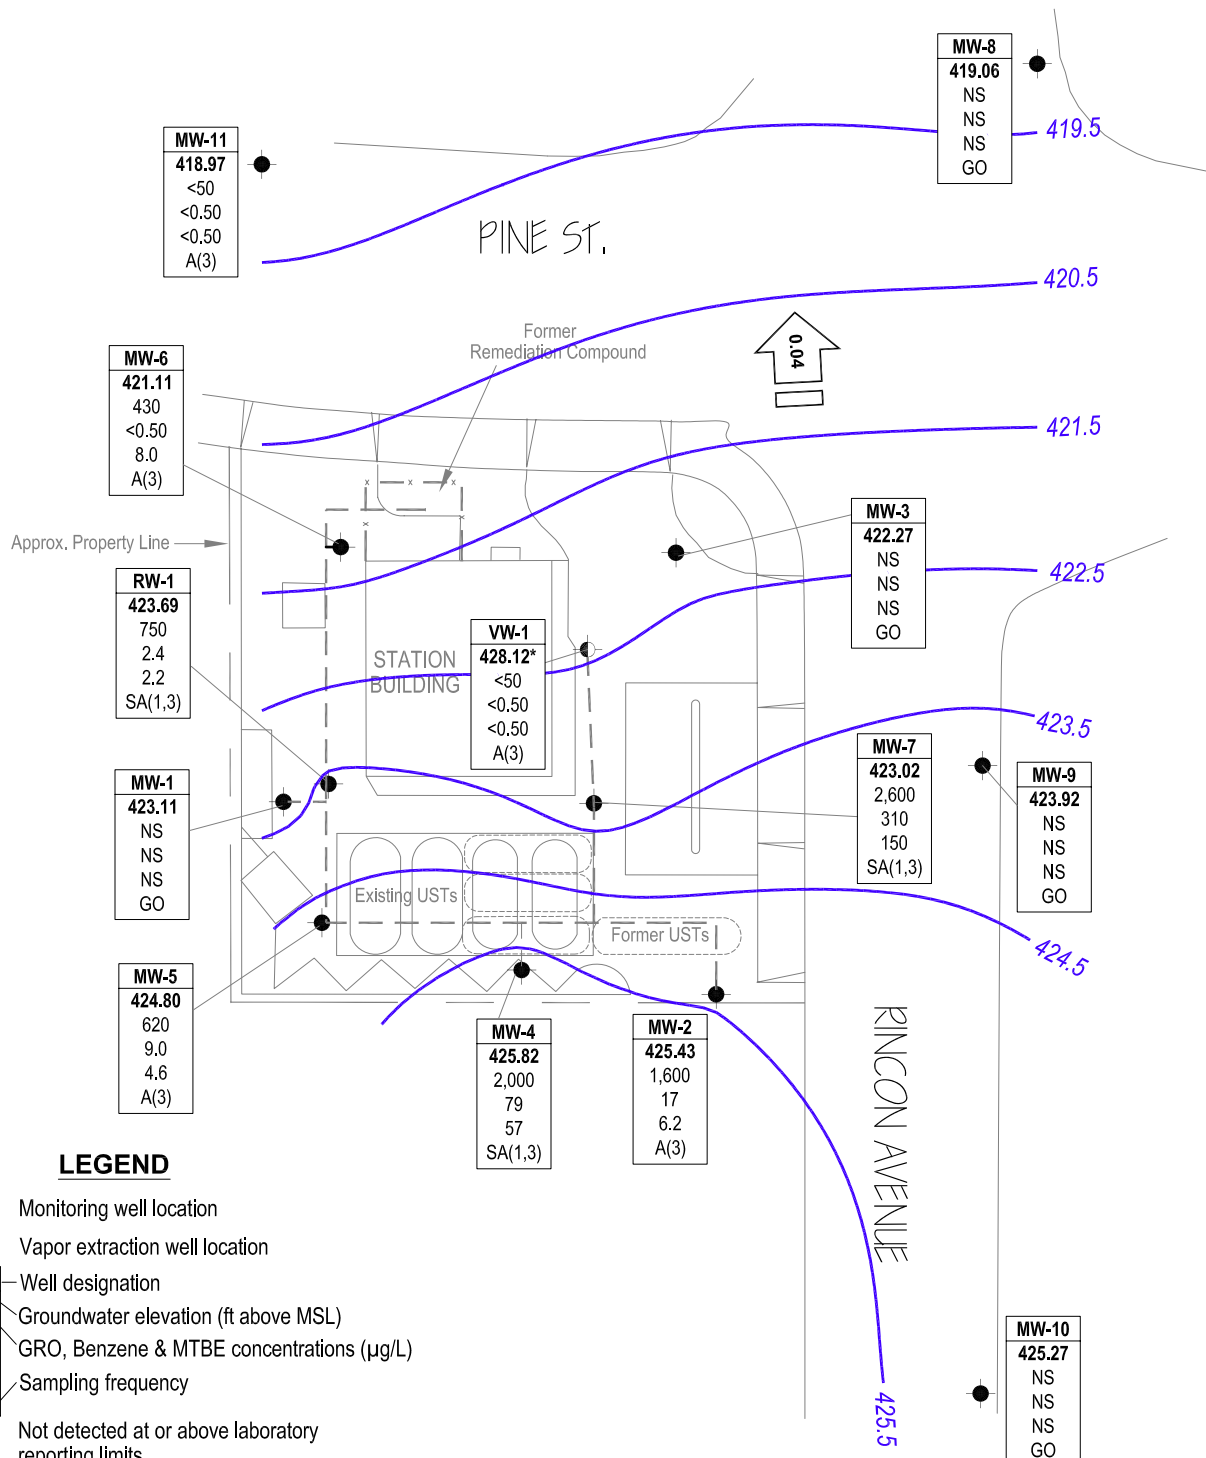 MW-8
419.06
NS
NS
NS
GO
419.5
MW-11
418.97
<50
<0.50
<0.50
A(3)
PINE ST.
420.5
Former
Remediation Compound
0.04
MW-6
421.11
430
<0.50
8.0
A(3)
421.5
x x x
x x
Approx. Property Line
MW-3
422.27
NS
NS
NS
GO
422.5
RW-1
423.69
750
2.4
2.2
SA(1,3)
STATION
BUILDING
VW-1
428.12*
<50
<0.50
<0.50
A(3)
423.5
MW-7
423.02
2,600
310
150
SA(1,3)
MW-9
423.92
NS
NS
NS
GO
MW-1
423.11
NS
NS
NS
GO
Existing USTs
Former USTs
424.5
MW-5
424.80
620
9.0
4.6
A(3)
MW-4
425.82
2,000
79
57
SA(1,3)
MW-2
425.43
1,600
17
6.2
A(3)
RINCON AVENUE
425.5
MW-10
425.27
NS
NS
NS
GO
LEGEND
Monitoring well location
Vapor extraction well location
Well designation
Groundwater elevation (ft above MSL)
GRO, Benzene & MTBE concentrations (µg/L)
Sampling frequency
Not detected at or above laboratory
reporting limits